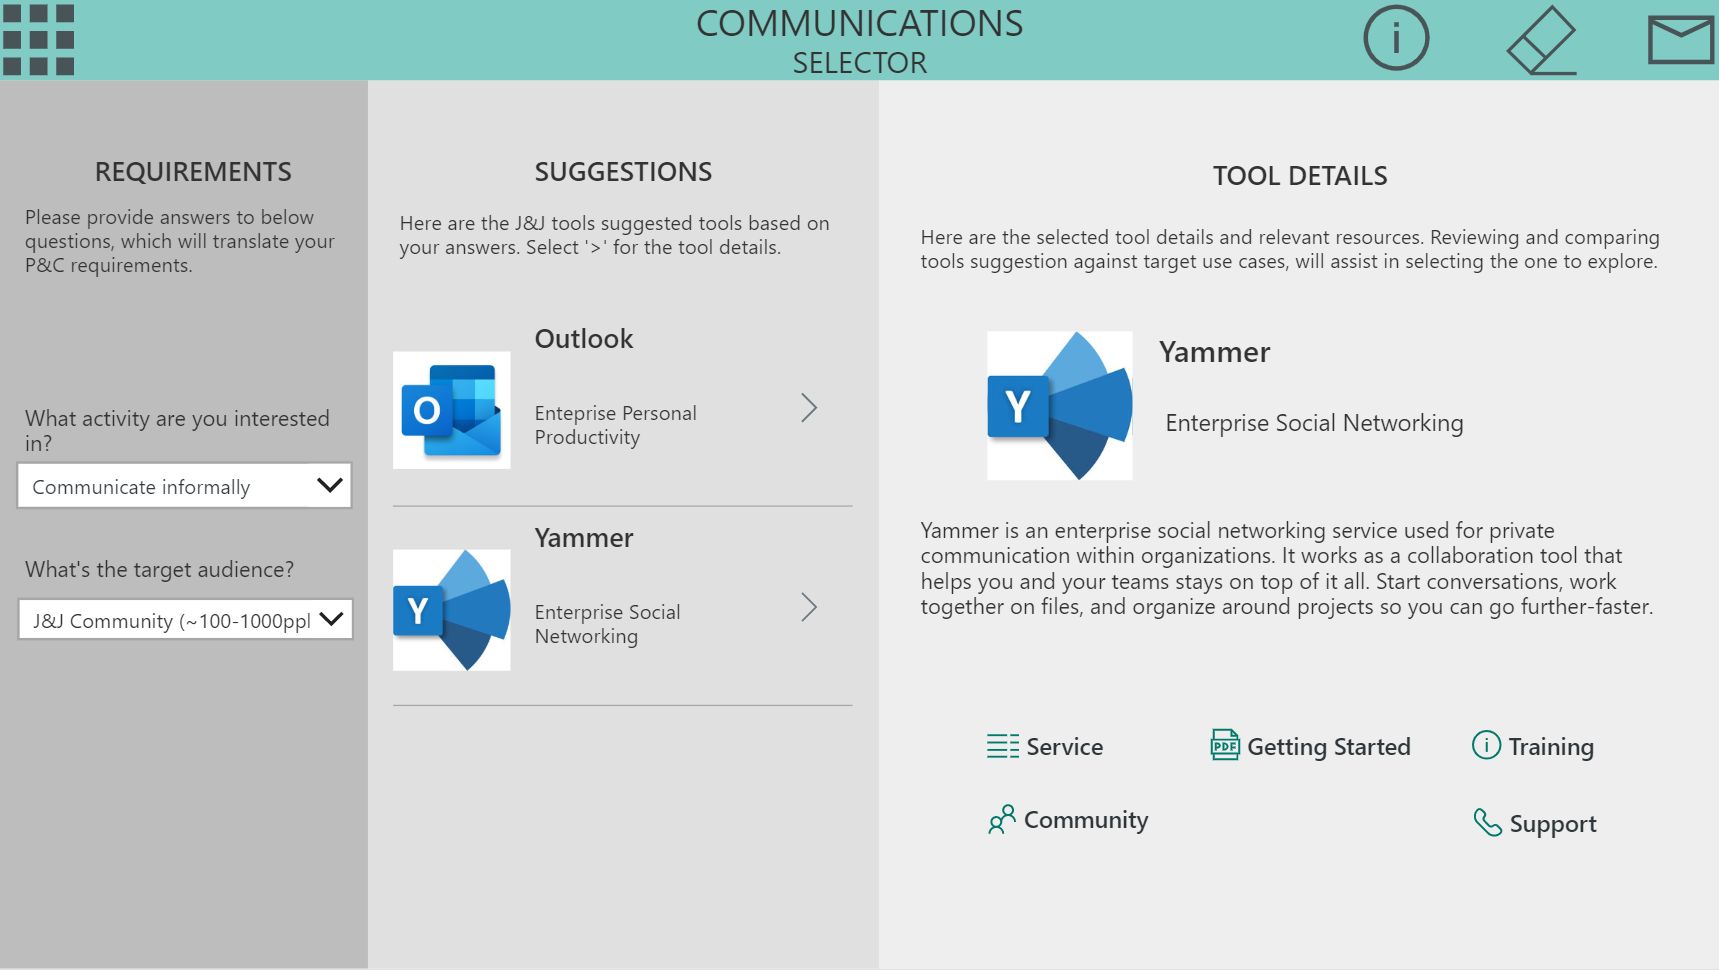 COMMUNICATIONS
SELECTOR
i
REQUIREMENTS
Please provide answers to below
questions, which will translate your
P&C requirements.
What activity are you interested
in?
Communicate informally
What's the target audience?
J&J Community (~100-1000ppl
SUGGESTIONS
Here are the J&J tools suggested tools based on
your answers. Select '>' for the tool details.
Outlook
O
Enteprise Personal
Productivity
Yammer
Y
Enterprise Social
Networking
TOOL DETAILS
Here are the selected tool details and relevant resources. Reviewing and comparing
tools suggestion against target use cases, will assist in selecting the one to explore.
Yammer
Y
Enterprise Social Networking
Yammer is an enterprise social networking service used for private
communication within organizations. It works as a collaboration tool that
helps you and your teams stays on top of it all. Start conversations, work
together on files, and organize around projects so you can go further-faster.
Service
PDF Getting Started
i Training
Community
Support